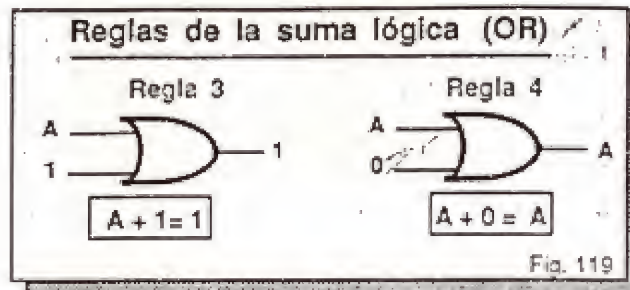 Reglas de la suma lógica (OR)
Regla 3
A
1
1
A + 1 = 1
Regla 4
A
0
A
A + 0 = A
Fig. 119